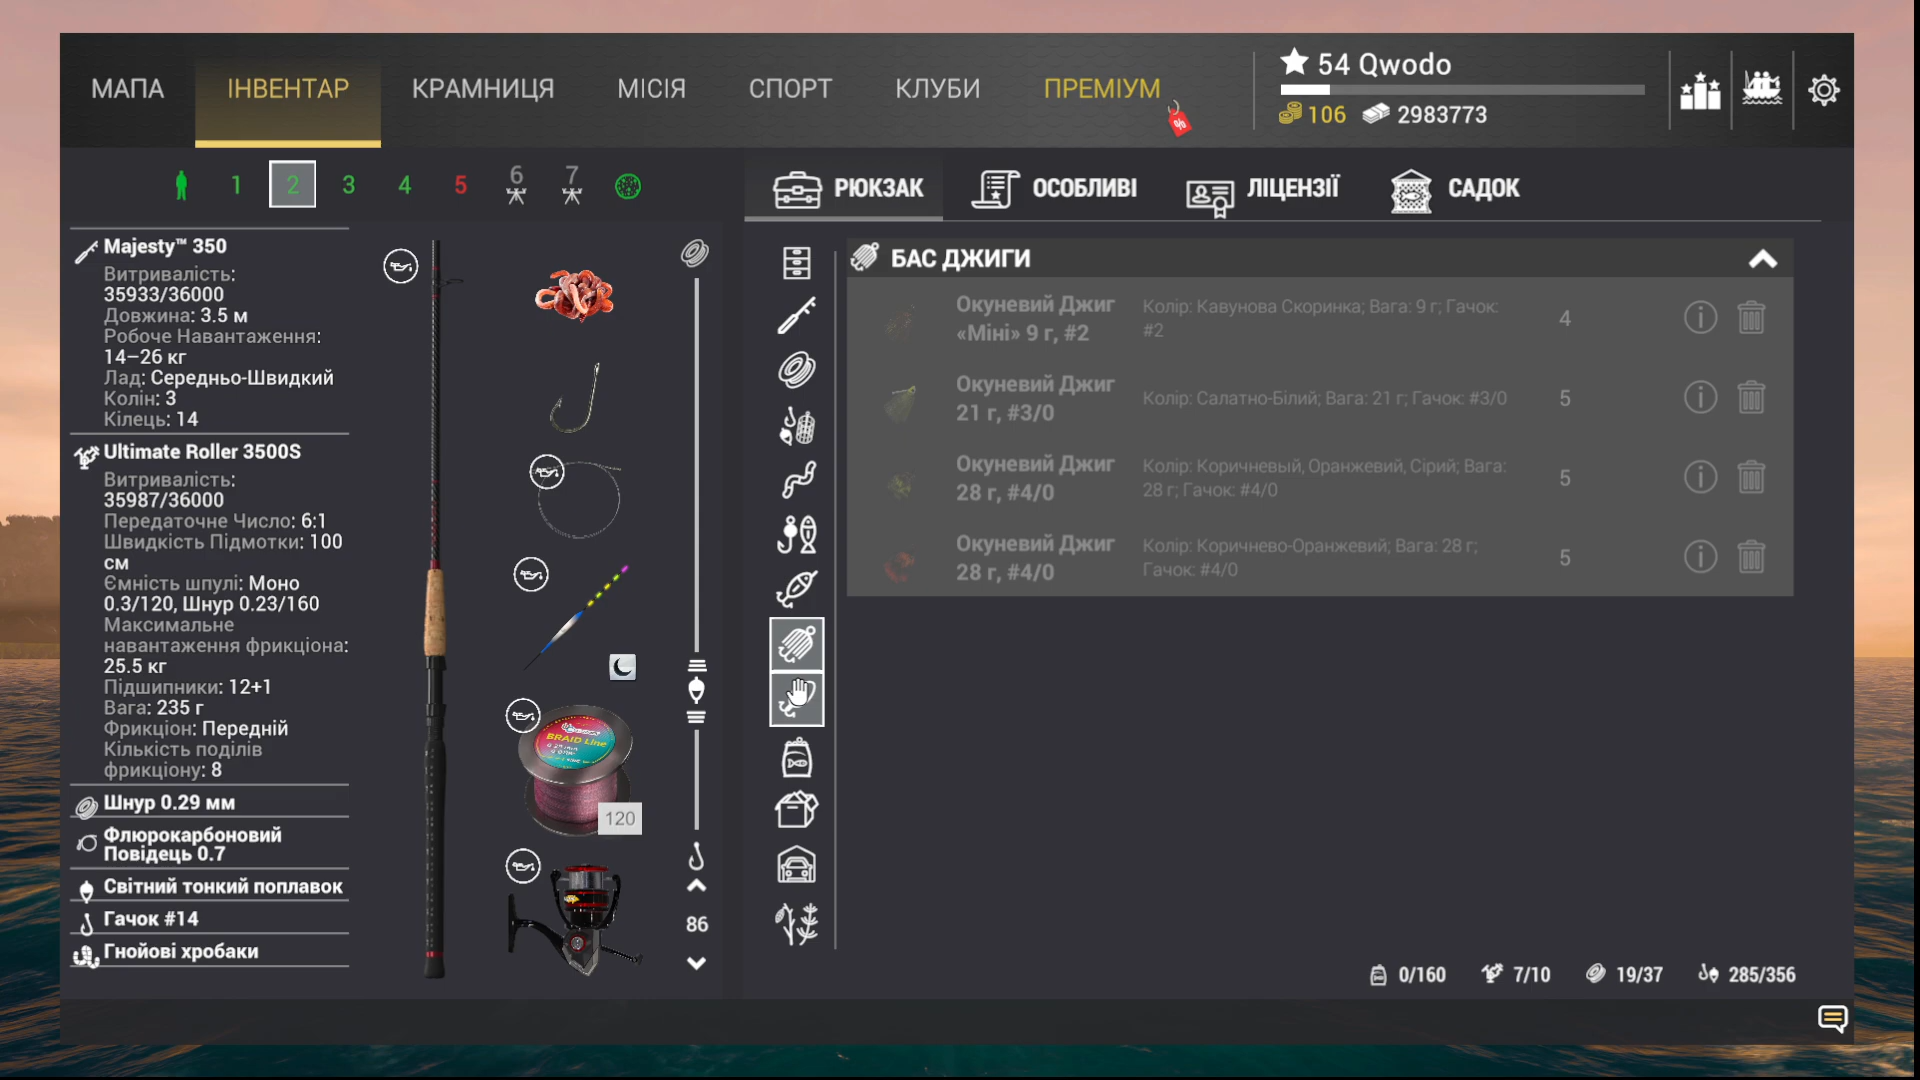 МАПА
ІНВЕНТАР
КРАМНИЦЯ
МІСІЯ
СПОРТ
КЛУБИ
ПРЕМІУМ
%
54 Qwodo
106
2983773
1
2
3
4
5
6
7
РЮКЗАК
ОСОБЛИВІ
ЛІЦЕНЗІЇ
САДОК
Majesty™ 350
Витривалість:
35933/36000
Довжина: 3.5 м
Робоче Навантаження:
14–26 кг
Лад: Середньо-Швидкий
Колін: 3
Кілець: 14
Ultimate Roller 3500S
Витривалість:
35987/36000
Передаточне Число: 6:1
Швидкість Підмотки: 100
см
Ємність шпулі: Моно
0.3/120, Шнур 0.23/160
Максимальне
навантаження фрикціона:
25.5 кг
Підшипники: 12+1
Вага: 235 г
Фрикціон: Передній
Кількість поділів
фрикціону: 8
Шнур 0.29 мм
Флюрокарбоновий
Повідець 0.7
Світний тонкий поплавок
Гачок #14
Гнойові хробаки
BRAID Line
120
86
БАС ДЖИГИ
Окуневий Джиг
«Міні» 9 г, #2
Колір: Кавунова Скоринка; Вага: 9 г; Гачок:
#2
4
Окуневий Джиг
21 г, #3/0
Колір: Салатно-Білий; Вага: 21 г; Гачок: #3/0
5
Окуневий Джиг
28 г, #4/0
Колір: Коричневый, Оранжевий, Сірий; Вага:
28 г; Гачок: #4/0
5
Окуневий Джиг
28 г, #4/0
Колір: Коричнево-Оранжевий; Вага: 28 г;
Гачок: #4/0
5
0/160
7/10
19/37
285/356